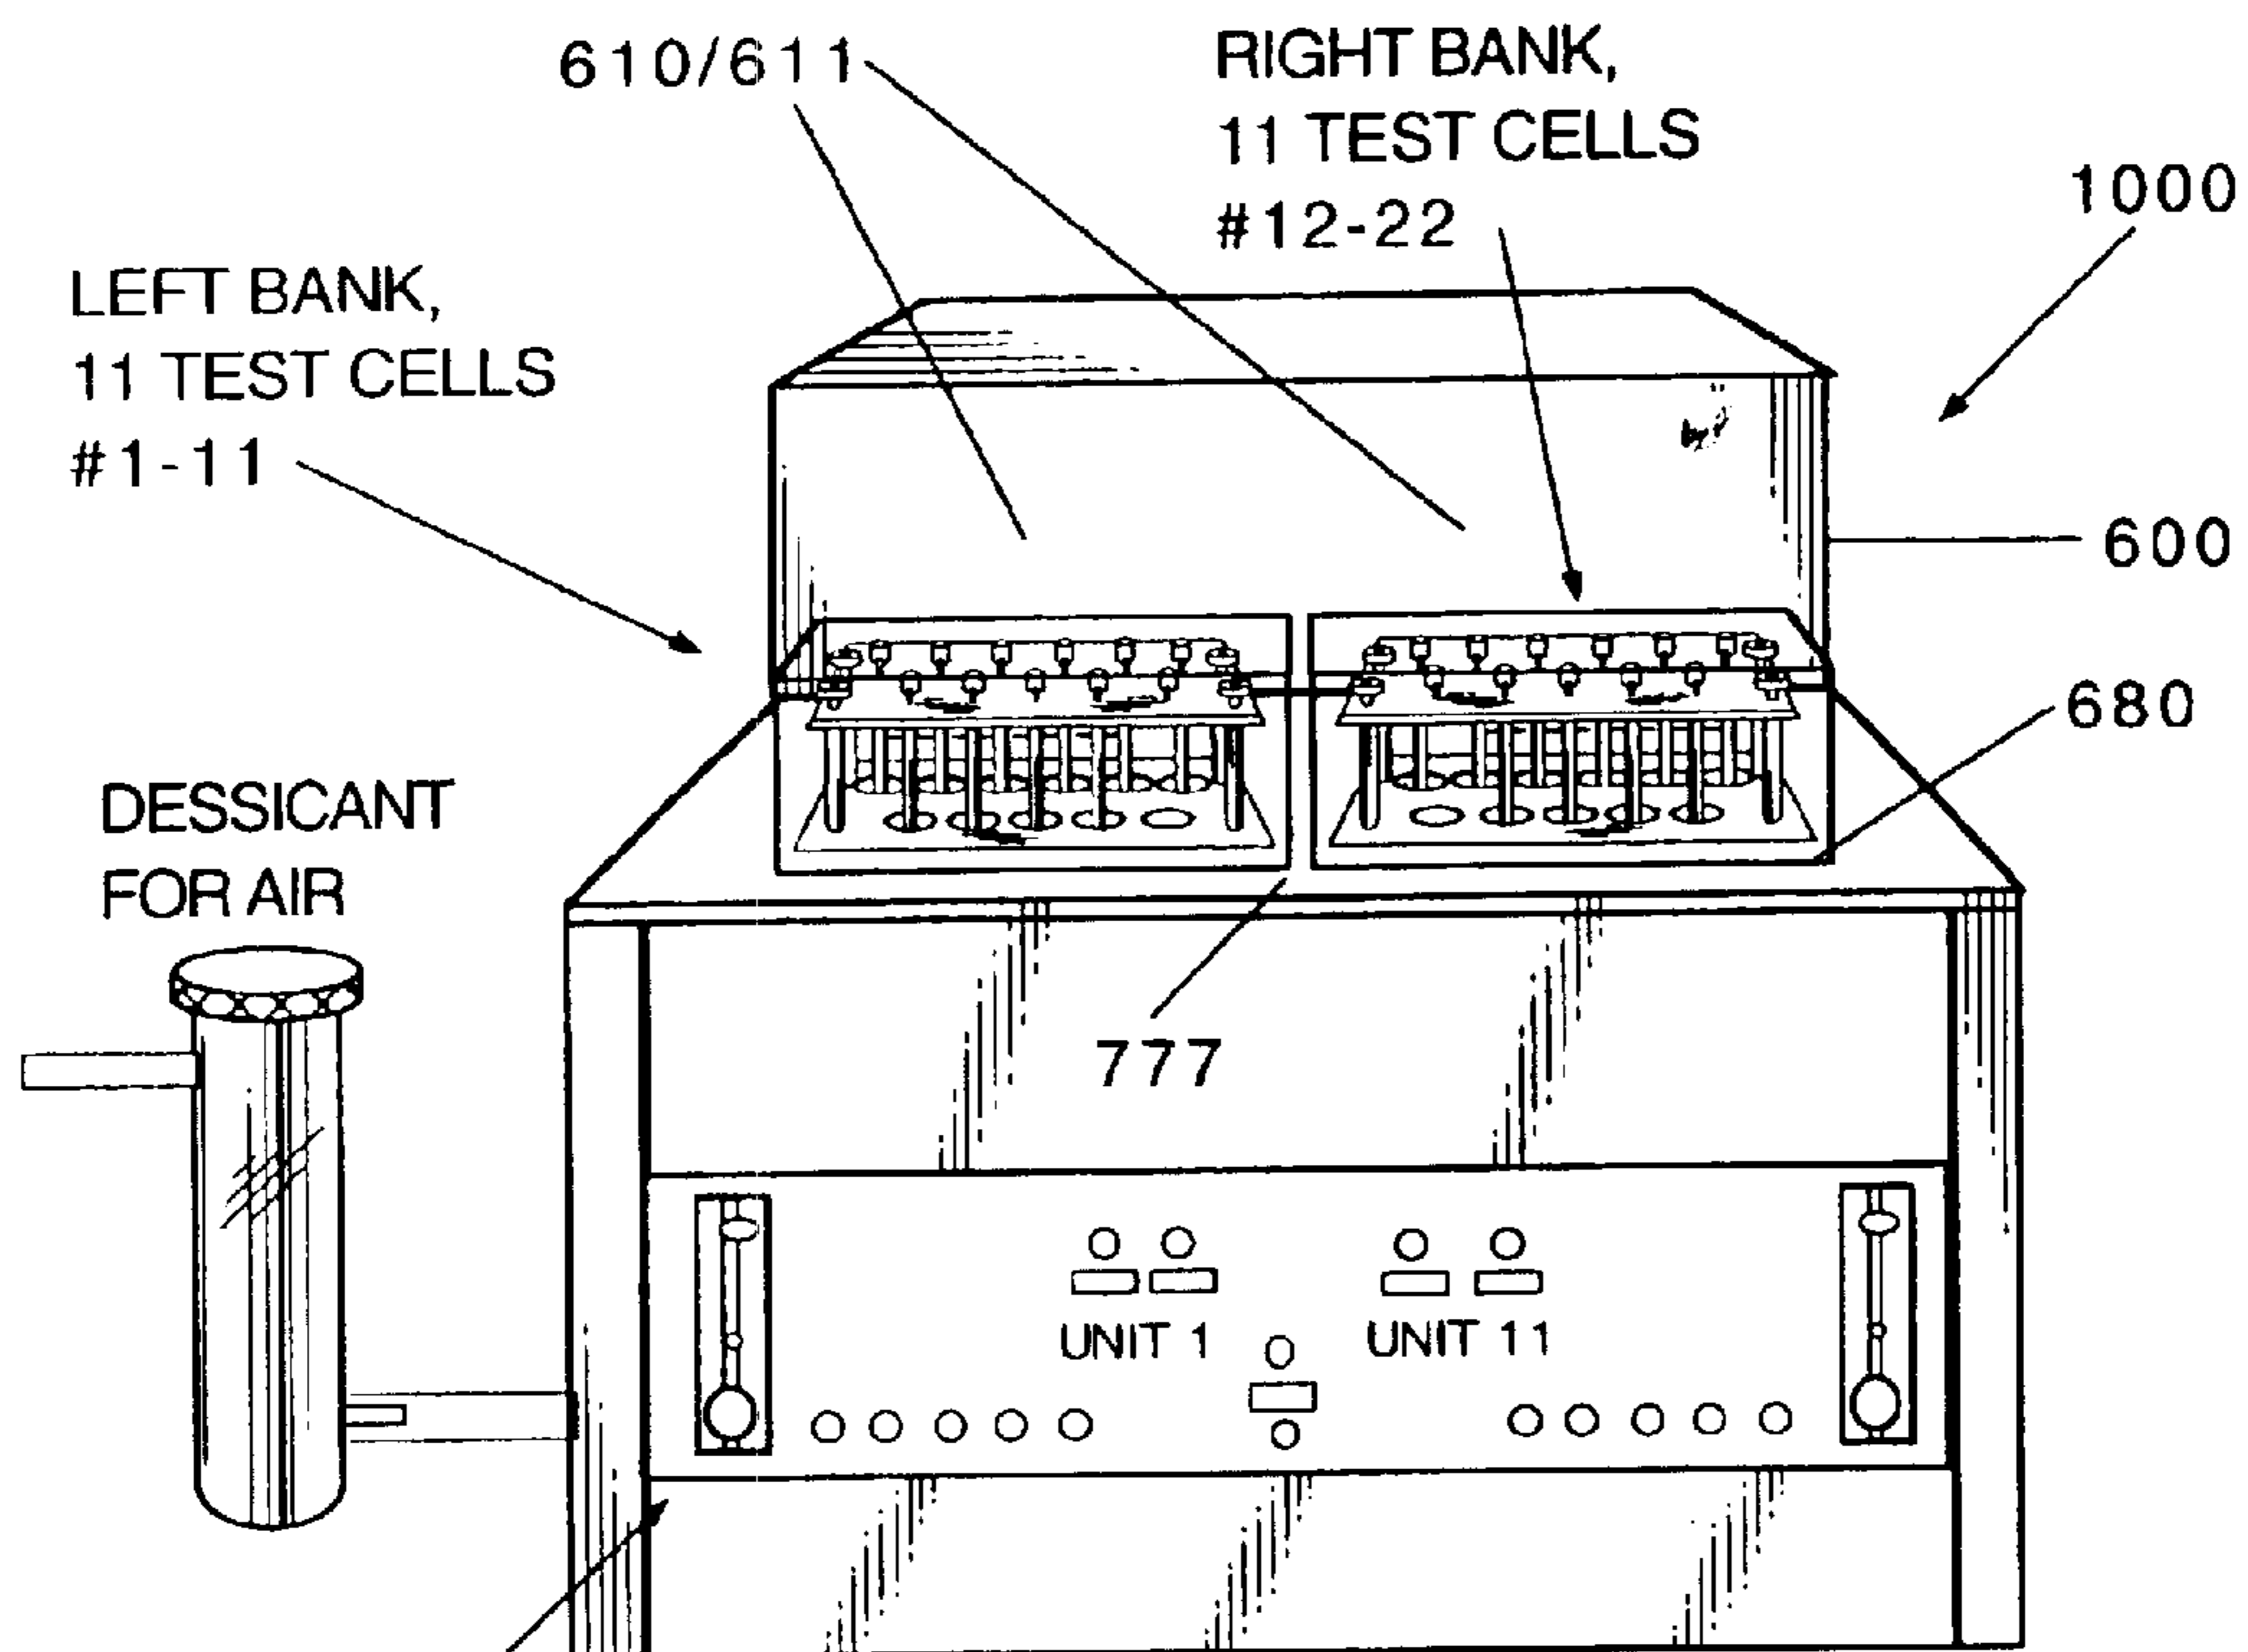 610/611
RIGHT BANK,
11 TEST CELLS
#12-22
1000
LEFT BANK,
11 TEST CELLS
#1-11
600
680
DESSICANT
FOR AIR
777
UNIT 1
UNIT 11